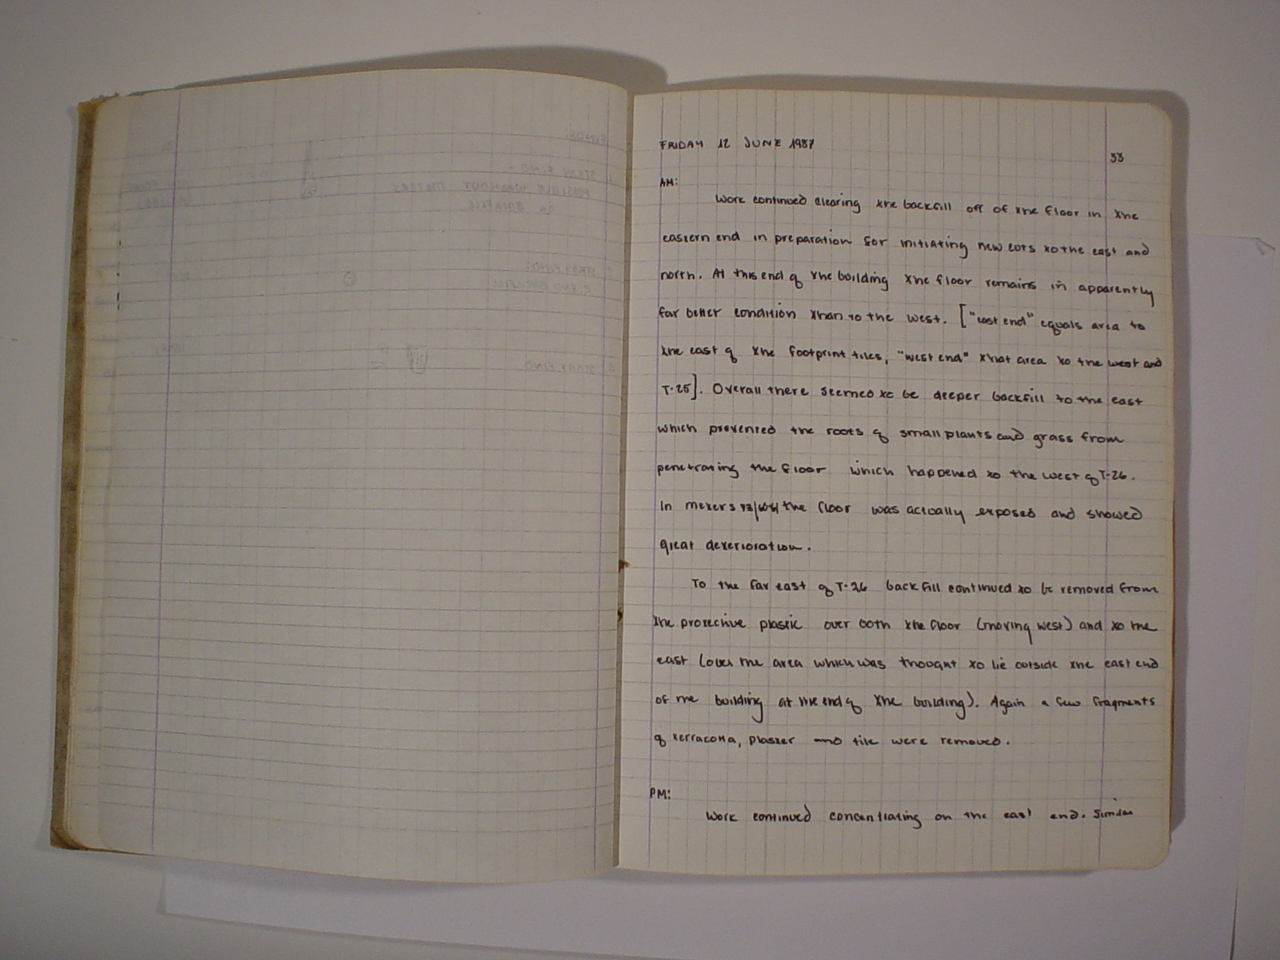 FRIDAY 12 JUNE 1987
33
AM:
Work continued clearing the backfill off of the floor in the
eastern end in preparation for initiating new cuts to the east and
north. At this end of the building the floor remains in apparently
far better condition than to the west. ["east end" equals area to
the east of the footprint tiles, "west end" that area to the west and
T-25]. Overall there seemed to be deeper backfill to the east
which prevented the roots of small plants and grass from
penetrating the floor which happened to the west of T-26.
In meters the floor was actually exposed and showed
great deterioration.
To the far east of T-26 backfill continued to be removed from
the protective plastic over both the floor (moving west) and to the
east (over the area which was thought to lie outside the east end
of the building at the end of the building). Again a few fragments
of terracotta, plaster and tile were removed.
PM:
Work continued concentrating on the east end. Similar